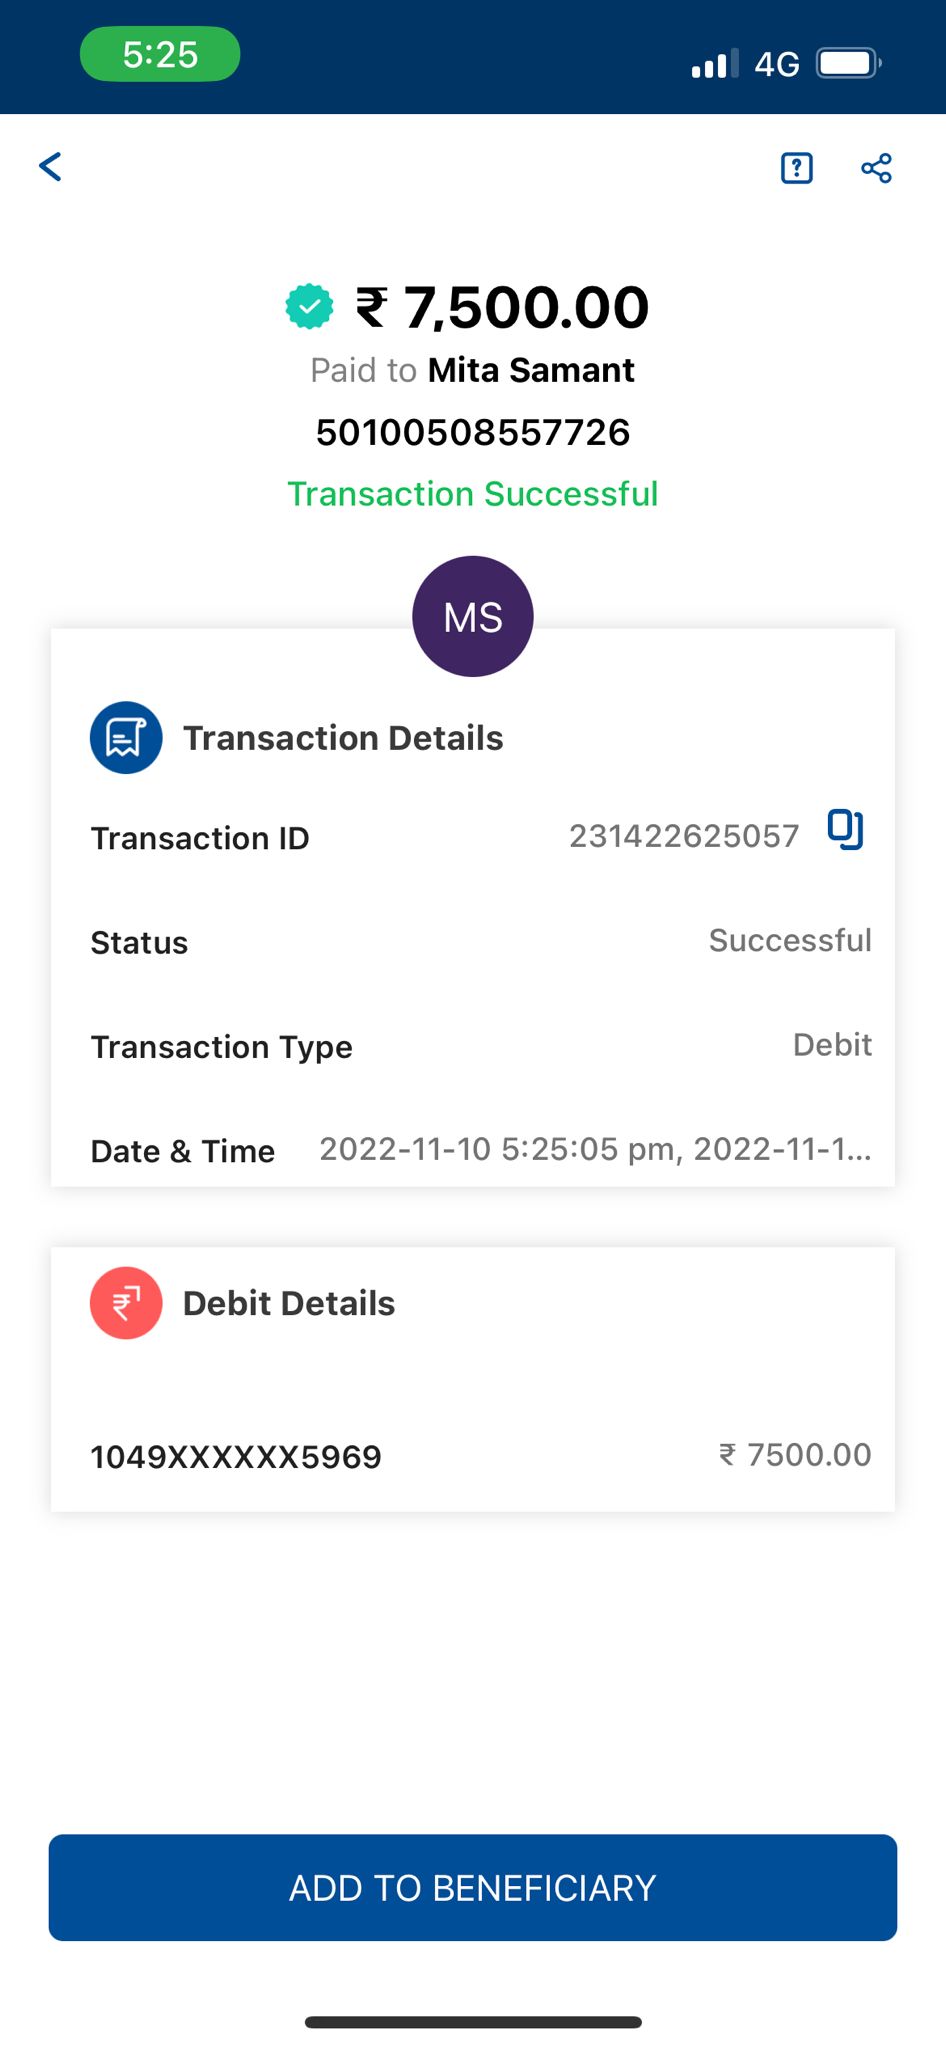 5:25
4G
₹ 7,500.00
Paid to Mita Samant
50100508557726
Transaction Successful
MS
Transaction Details
Transaction ID 231422625057
Status Successful
Transaction Type Debit
Date & Time 2022-11-10 5:25:05 pm, 2022-11-1...
Debit Details
1049XXXXXX5969 ₹ 7500.00
ADD TO BENEFICIARY